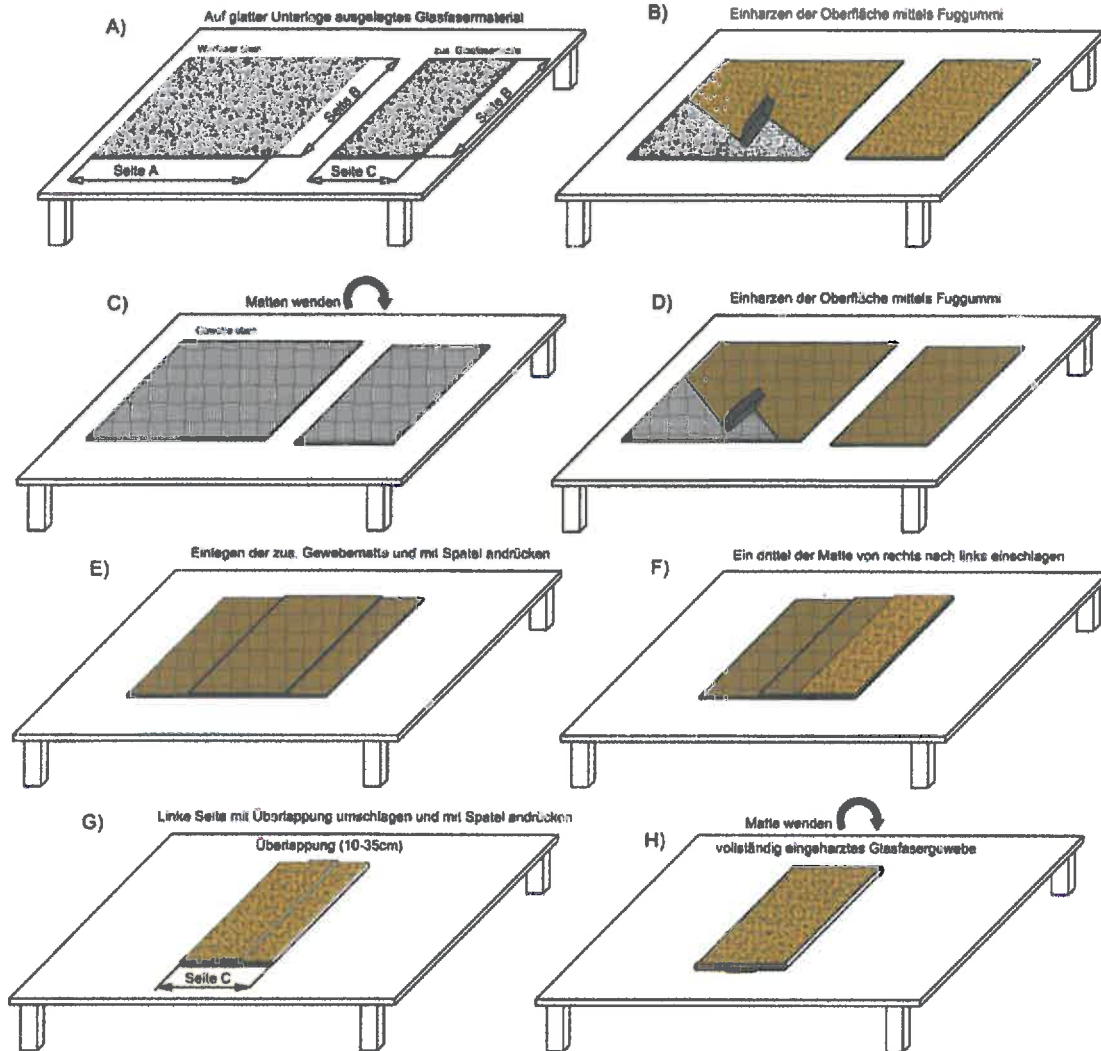 A)
Auf glatter Unterlage ausgelegtes Glasfasermaterial
Seite B
Seite B
Seite A
Seite C
B)
Einharzen der Oberfläche mittels Fuggummi
C)
Matten wenden
D)
Einharzen der Oberfläche mittels Fuggummi
E)
Einlegen der zus. Gewebematte und mit Spatel andrücken
F)
Ein drittel der Matte von rechts nach links einschlagen
G)
Linke Seite mit Überlappung umschlagen und mit Spatel andrücken
Überlappung (10-35cm)
Seite C
H)
Matte wenden
vollständig eingeharztes Glasfasergewebe